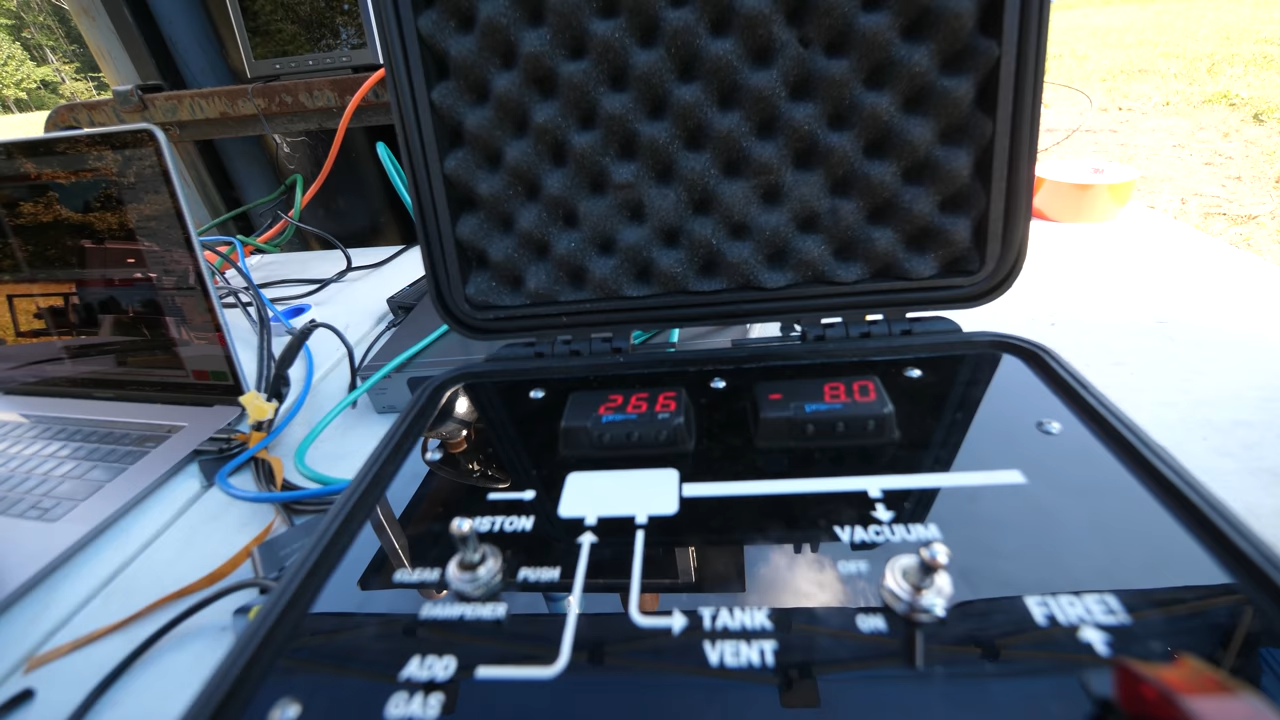 266
- 8.0
PISTON
VACUUM
OFF
CLEAR
PUSH
DAMPENER
ON
FIRE!
TANK
VENT
ADD
GAS